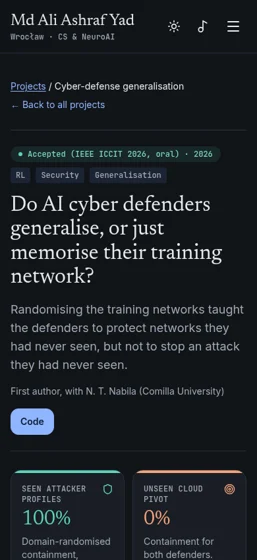 Md Ali Ashraf Yad
Wrocław · CS & NeuroAI
Projects / Cyber-defense generalisation
← Back to all projects
Accepted (IEEE ICCIT 2026, oral) · 2026
RL Security Generalisation
Do AI cyber defenders
generalise, or just
memorise their training
network?
Randomising the training networks taught
the defenders to protect networks they
had never seen, but not to stop an attack
they had never seen.
First author, with N. T. Nabila (Comilla University)
Code
SEEN ATTACKER
PROFILES
100%
Domain-randomised
containment,
UNSEEN CLOUD
PIVOT
0%
Containment for
both defenders.